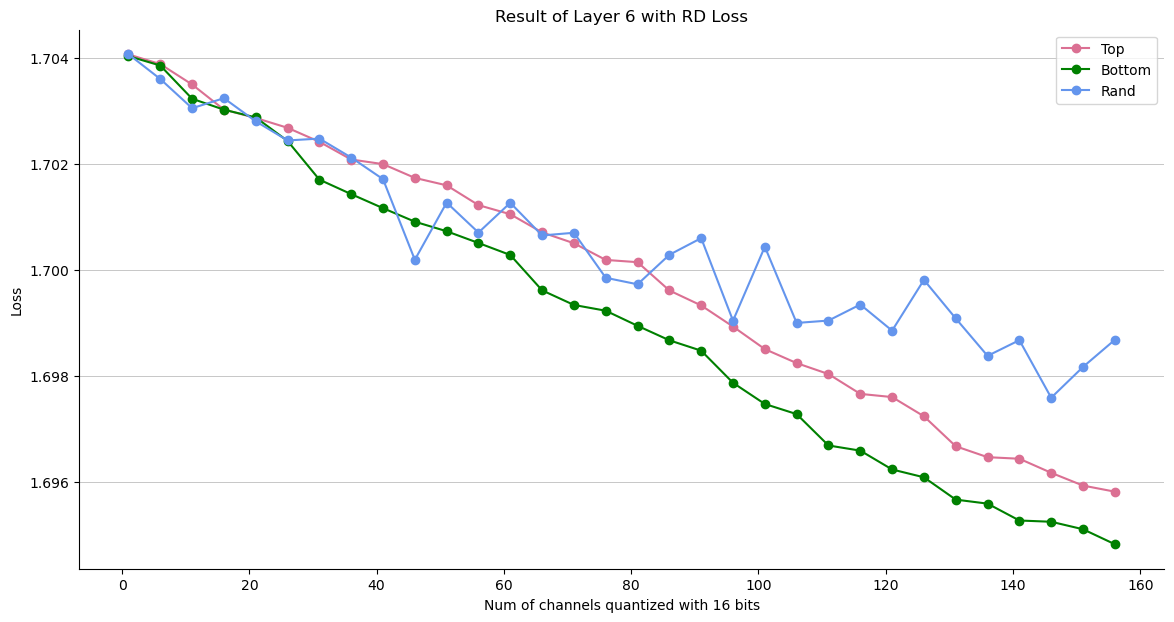 Result of Layer 6 with RD Loss
Top
Bottom
Rand
Loss
1.704
1.702
1.700
1.698
1.696
0 20 40 60 80 100 120 140 160
Num of channels quantized with 16 bits